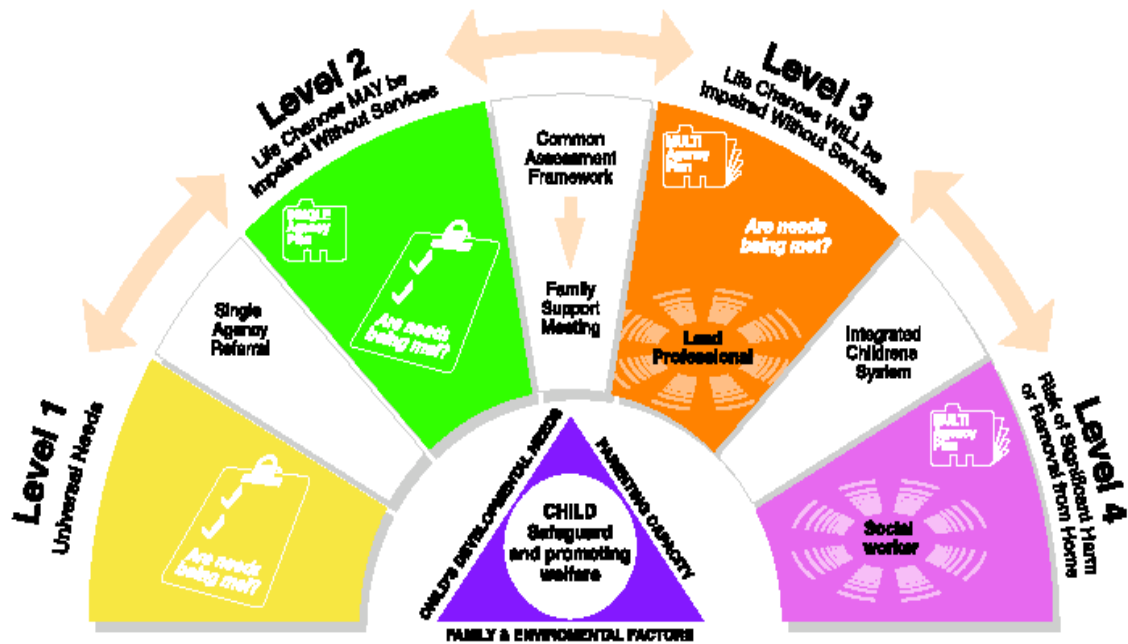 Level 1
Universal Needs
Are needs
being met?
Single
Agency
Referral
Level 2
Life Chances MAY be
Impaired Without Services
SINGLE
Agency
Plan
Are needs
being met?
Common
Assessment
Framework
Family
Support
Meeting
Level 3
Life Chances WILL be
Impaired Without Services
MULTI
Agency
Plan
Are needs
being met?
Lead
Professional
Integrated
Childrens
System
Level 4
Risk of Significant Harm
or Removal from Home
MULTI
Agency
Plan
Social
worker
CHILD'S DEVELOPMENTAL NEEDS
PARENTING CAPACITY
CHILD
Safeguard
and promoting
welfare
FAMILY & ENVIROMENTAL FACTORS